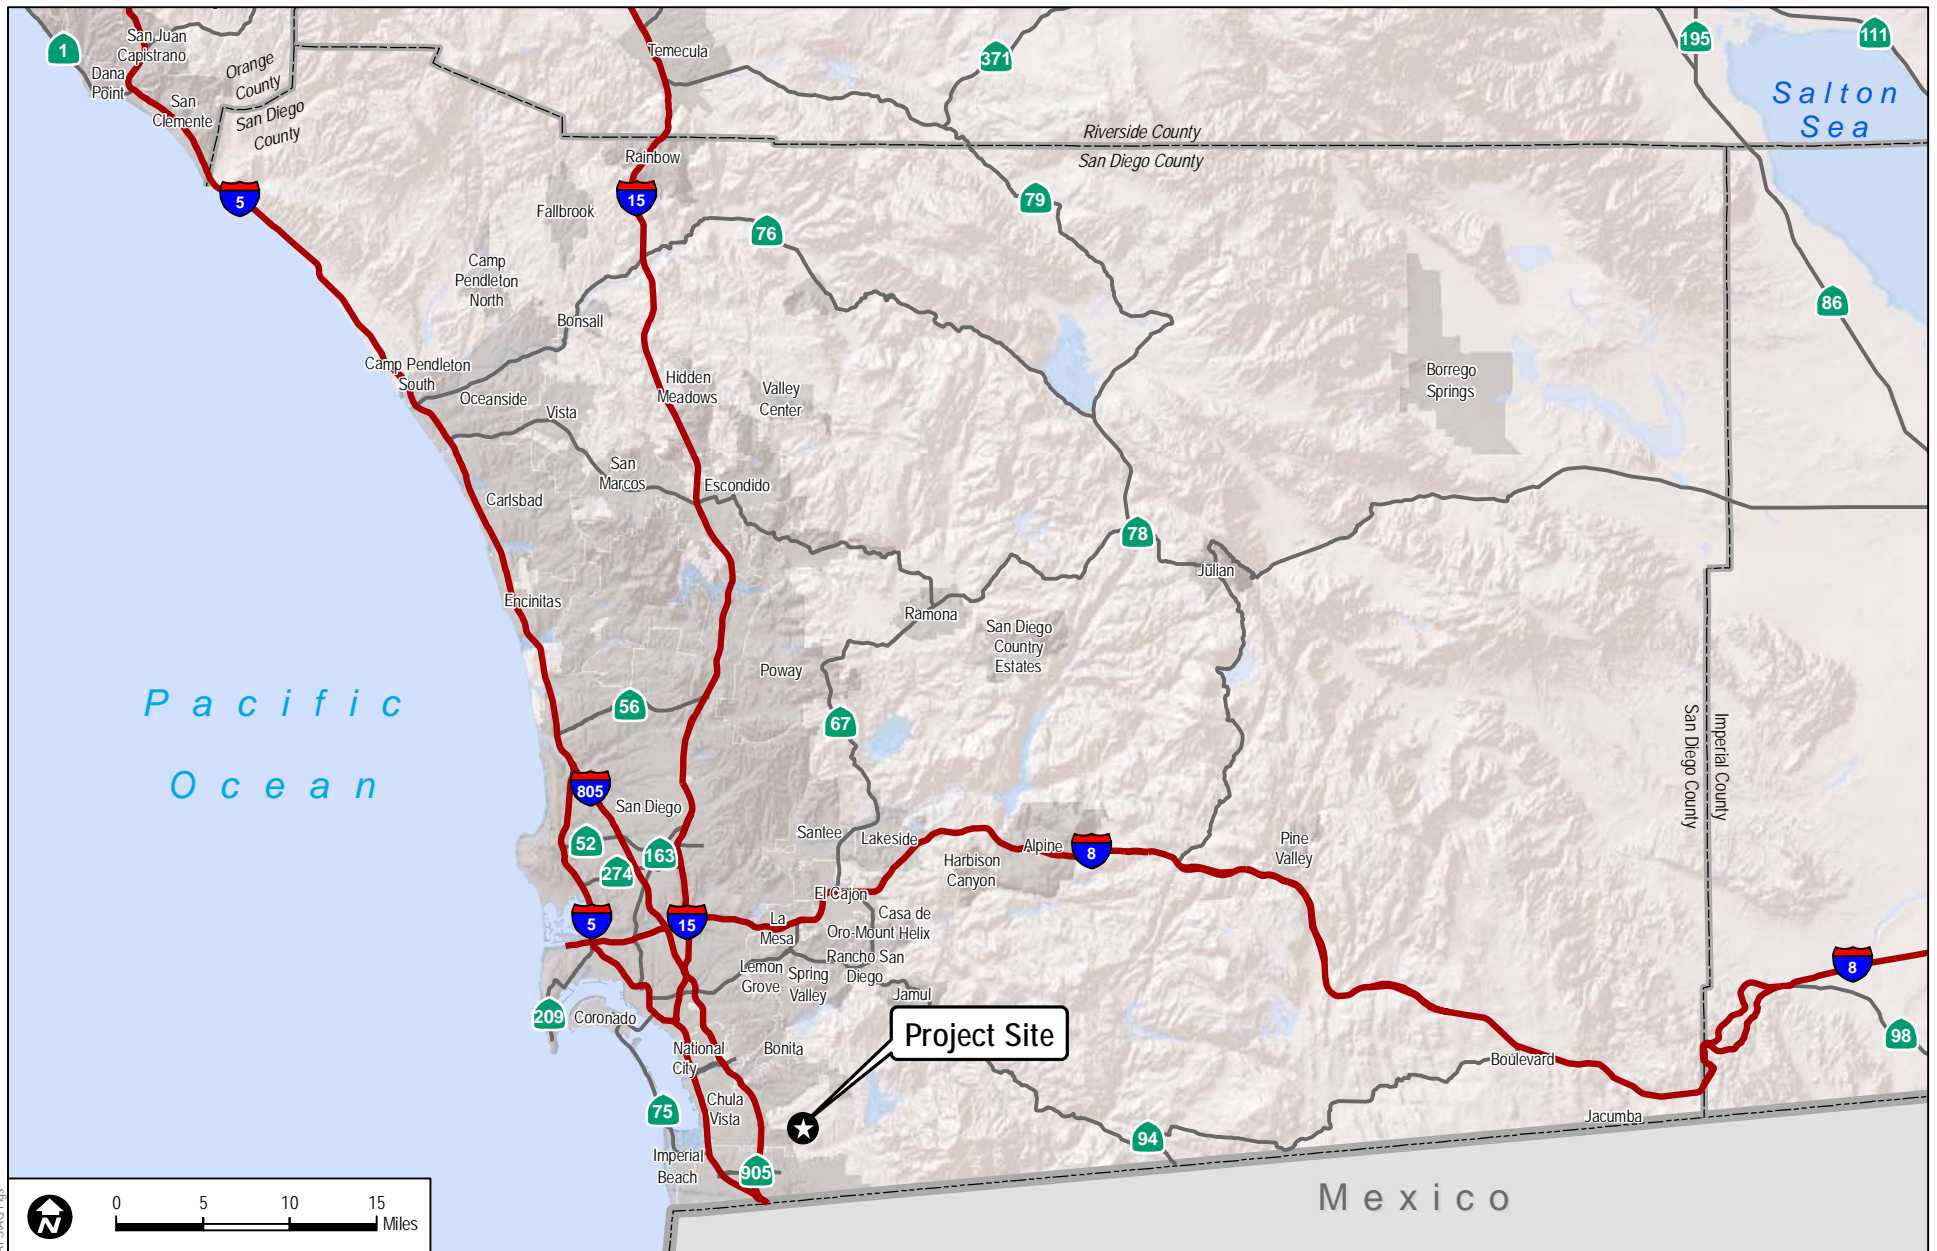 1
San Juan
Capistrano
Dana
Point
San
Clemente
Orange
County
San Diego
County
5
Temecula
371
195
111
Salton
Sea
Riverside County
San Diego County
Rainbow
15
Fallbrook
76
79
86
Camp
Pendleton
North
Bonsall
Camp Pendleton
South
Oceanside
Vista
Hidden
Meadows
Valley
Center
Borrego
Springs
San
Marcos
Escondido
Carlsbad
78
Julian
Encinitas
Ramona
San Diego
Country
Estates
Poway
Pacific
Ocean
56
67
San Diego County
Imperial County
805
San Diego
52
163
274
Santee
Lakeside
Harbison
Canyon
Alpine
8
Pine
Valley
5
15
La
Mesa
El Cajon
Casa de
Oro-Mount Helix
Rancho San
Diego
Lemon
Grove
Spring
Valley
Jamul
8
98
209
Coronado
National
City
Bonita
Project Site
Boulevard
75
Chula
Vista
94
Jacumba
Imperial
Beach
905
Mexico
N
0 5 10 15
Miles